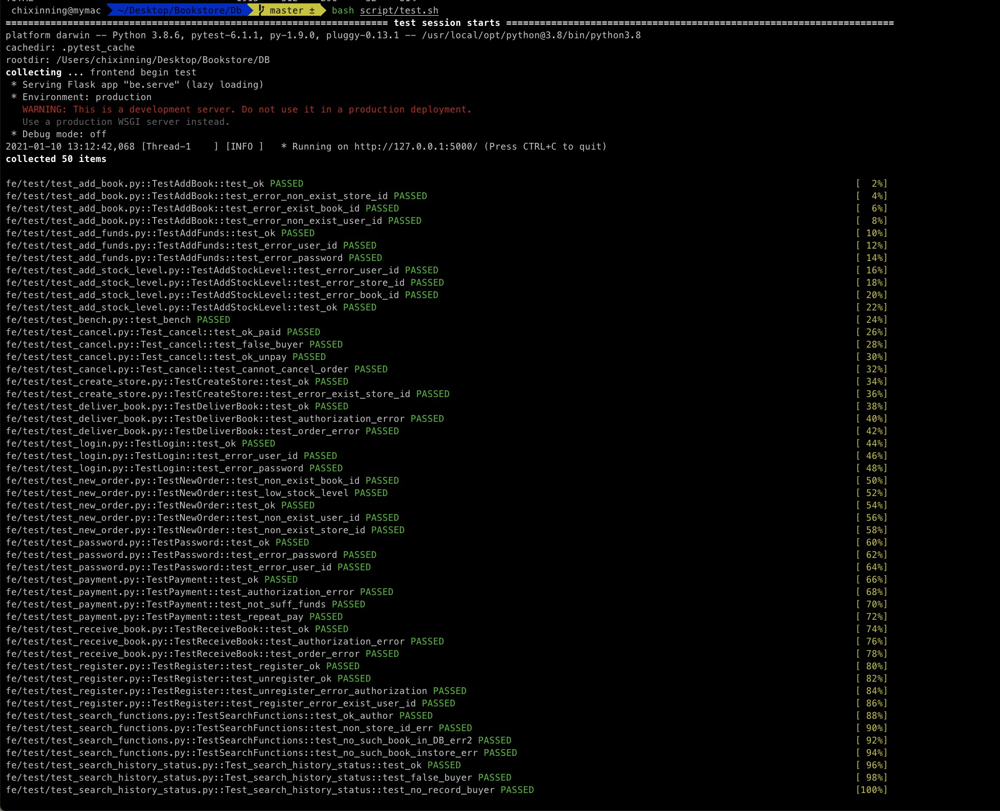 chixinning@mymac ~/Desktop/Bookstore/Db master ± bash script/test.sh
==================================================================== test session starts =====================================================================
platform darwin -- Python 3.8.6, pytest-6.1.1, py-1.9.0, pluggy-0.13.1 -- /usr/local/opt/python@3.8/bin/python3.8
cachedir: .pytest_cache
rootdir: /Users/chixinning/Desktop/Bookstore/DB
collecting ... frontend begin test
 * Serving Flask app "be.serve" (lazy loading)
 * Environment: production
   WARNING: This is a development server. Do not use it in a production deployment.
   Use a production WSGI server instead.
 * Debug mode: off
2021-01-10 13:12:42,068 [Thread-1    ] [INFO ]   * Running on http://127.0.0.1:5000/ (Press CTRL+C to quit)
collected 50 items
fe/test/test_add_book.py::TestAddBook::test_ok PASSED [  2%]
fe/test/test_add_book.py::TestAddBook::test_error_non_exist_store_id PASSED [  4%]
fe/test/test_add_book.py::TestAddBook::test_error_exist_book_id PASSED [  6%]
fe/test/test_add_book.py::TestAddBook::test_error_non_exist_user_id PASSED [  8%]
fe/test/test_add_funds.py::TestAddFunds::test_ok PASSED [ 10%]
fe/test/test_add_funds.py::TestAddFunds::test_error_user_id PASSED [ 12%]
fe/test/test_add_funds.py::TestAddFunds::test_error_password PASSED [ 14%]
fe/test/test_add_stock_level.py::TestAddStockLevel::test_error_user_id PASSED [ 16%]
fe/test/test_add_stock_level.py::TestAddStockLevel::test_error_store_id PASSED [ 18%]
fe/test/test_add_stock_level.py::TestAddStockLevel::test_error_book_id PASSED [ 20%]
fe/test/test_add_stock_level.py::TestAddStockLevel::test_ok PASSED [ 22%]
fe/test/test_bench.py::test_bench PASSED [ 24%]
fe/test/test_cancel.py::Test_cancel::test_ok_paid PASSED [ 26%]
fe/test/test_cancel.py::Test_cancel::test_false_buyer PASSED [ 28%]
fe/test/test_cancel.py::Test_cancel::test_ok_unpay PASSED [ 30%]
fe/test/test_cancel.py::Test_cancel::test_cannot_cancel_order PASSED [ 32%]
fe/test/test_create_store.py::TestCreateStore::test_ok PASSED [ 34%]
fe/test/test_create_store.py::TestCreateStore::test_error_exist_store_id PASSED [ 36%]
fe/test/test_deliver_book.py::TestDeliverBook::test_ok PASSED [ 38%]
fe/test/test_deliver_book.py::TestDeliverBook::test_authorization_error PASSED [ 40%]
fe/test/test_deliver_book.py::TestDeliverBook::test_order_error PASSED [ 42%]
fe/test/test_login.py::TestLogin::test_ok PASSED [ 44%]
fe/test/test_login.py::TestLogin::test_error_user_id PASSED [ 46%]
fe/test/test_login.py::TestLogin::test_error_password PASSED [ 48%]
fe/test/test_new_order.py::TestNewOrder::test_non_exist_book_id PASSED [ 50%]
fe/test/test_new_order.py::TestNewOrder::test_low_stock_level PASSED [ 52%]
fe/test/test_new_order.py::TestNewOrder::test_ok PASSED [ 54%]
fe/test/test_new_order.py::TestNewOrder::test_non_exist_user_id PASSED [ 56%]
fe/test/test_new_order.py::TestNewOrder::test_non_exist_store_id PASSED [ 58%]
fe/test/test_password.py::TestPassword::test_ok PASSED [ 60%]
fe/test/test_password.py::TestPassword::test_error_password PASSED [ 62%]
fe/test/test_password.py::TestPassword::test_error_user_id PASSED [ 64%]
fe/test/test_payment.py::TestPayment::test_ok PASSED [ 66%]
fe/test/test_payment.py::TestPayment::test_authorization_error PASSED [ 68%]
fe/test/test_payment.py::TestPayment::test_not_suff_funds PASSED [ 70%]
fe/test/test_payment.py::TestPayment::test_repeat_pay PASSED [ 72%]
fe/test/test_receive_book.py::TestReceiveBook::test_ok PASSED [ 74%]
fe/test/test_receive_book.py::TestReceiveBook::test_authorization_error PASSED [ 76%]
fe/test/test_receive_book.py::TestReceiveBook::test_order_error PASSED [ 78%]
fe/test/test_register.py::TestRegister::test_register_ok PASSED [ 80%]
fe/test/test_register.py::TestRegister::test_unregister_ok PASSED [ 82%]
fe/test/test_register.py::TestRegister::test_unregister_error_authorization PASSED [ 84%]
fe/test/test_register.py::TestRegister::test_register_error_exist_user_id PASSED [ 86%]
fe/test/test_search_functions.py::TestSearchFunctions::test_ok_author PASSED [ 88%]
fe/test/test_search_functions.py::TestSearchFunctions::test_non_store_id_err PASSED [ 90%]
fe/test/test_search_functions.py::TestSearchFunctions::test_no_such_book_in_DB_err2 PASSED [ 92%]
fe/test/test_search_functions.py::TestSearchFunctions::test_no_such_book_instore_err PASSED [ 94%]
fe/test/test_search_history_status.py::Test_search_history_status::test_ok PASSED [ 96%]
fe/test/test_search_history_status.py::Test_search_history_status::test_false_buyer PASSED [ 98%]
fe/test/test_search_history_status.py::Test_search_history_status::test_no_record_buyer PASSED [100%]